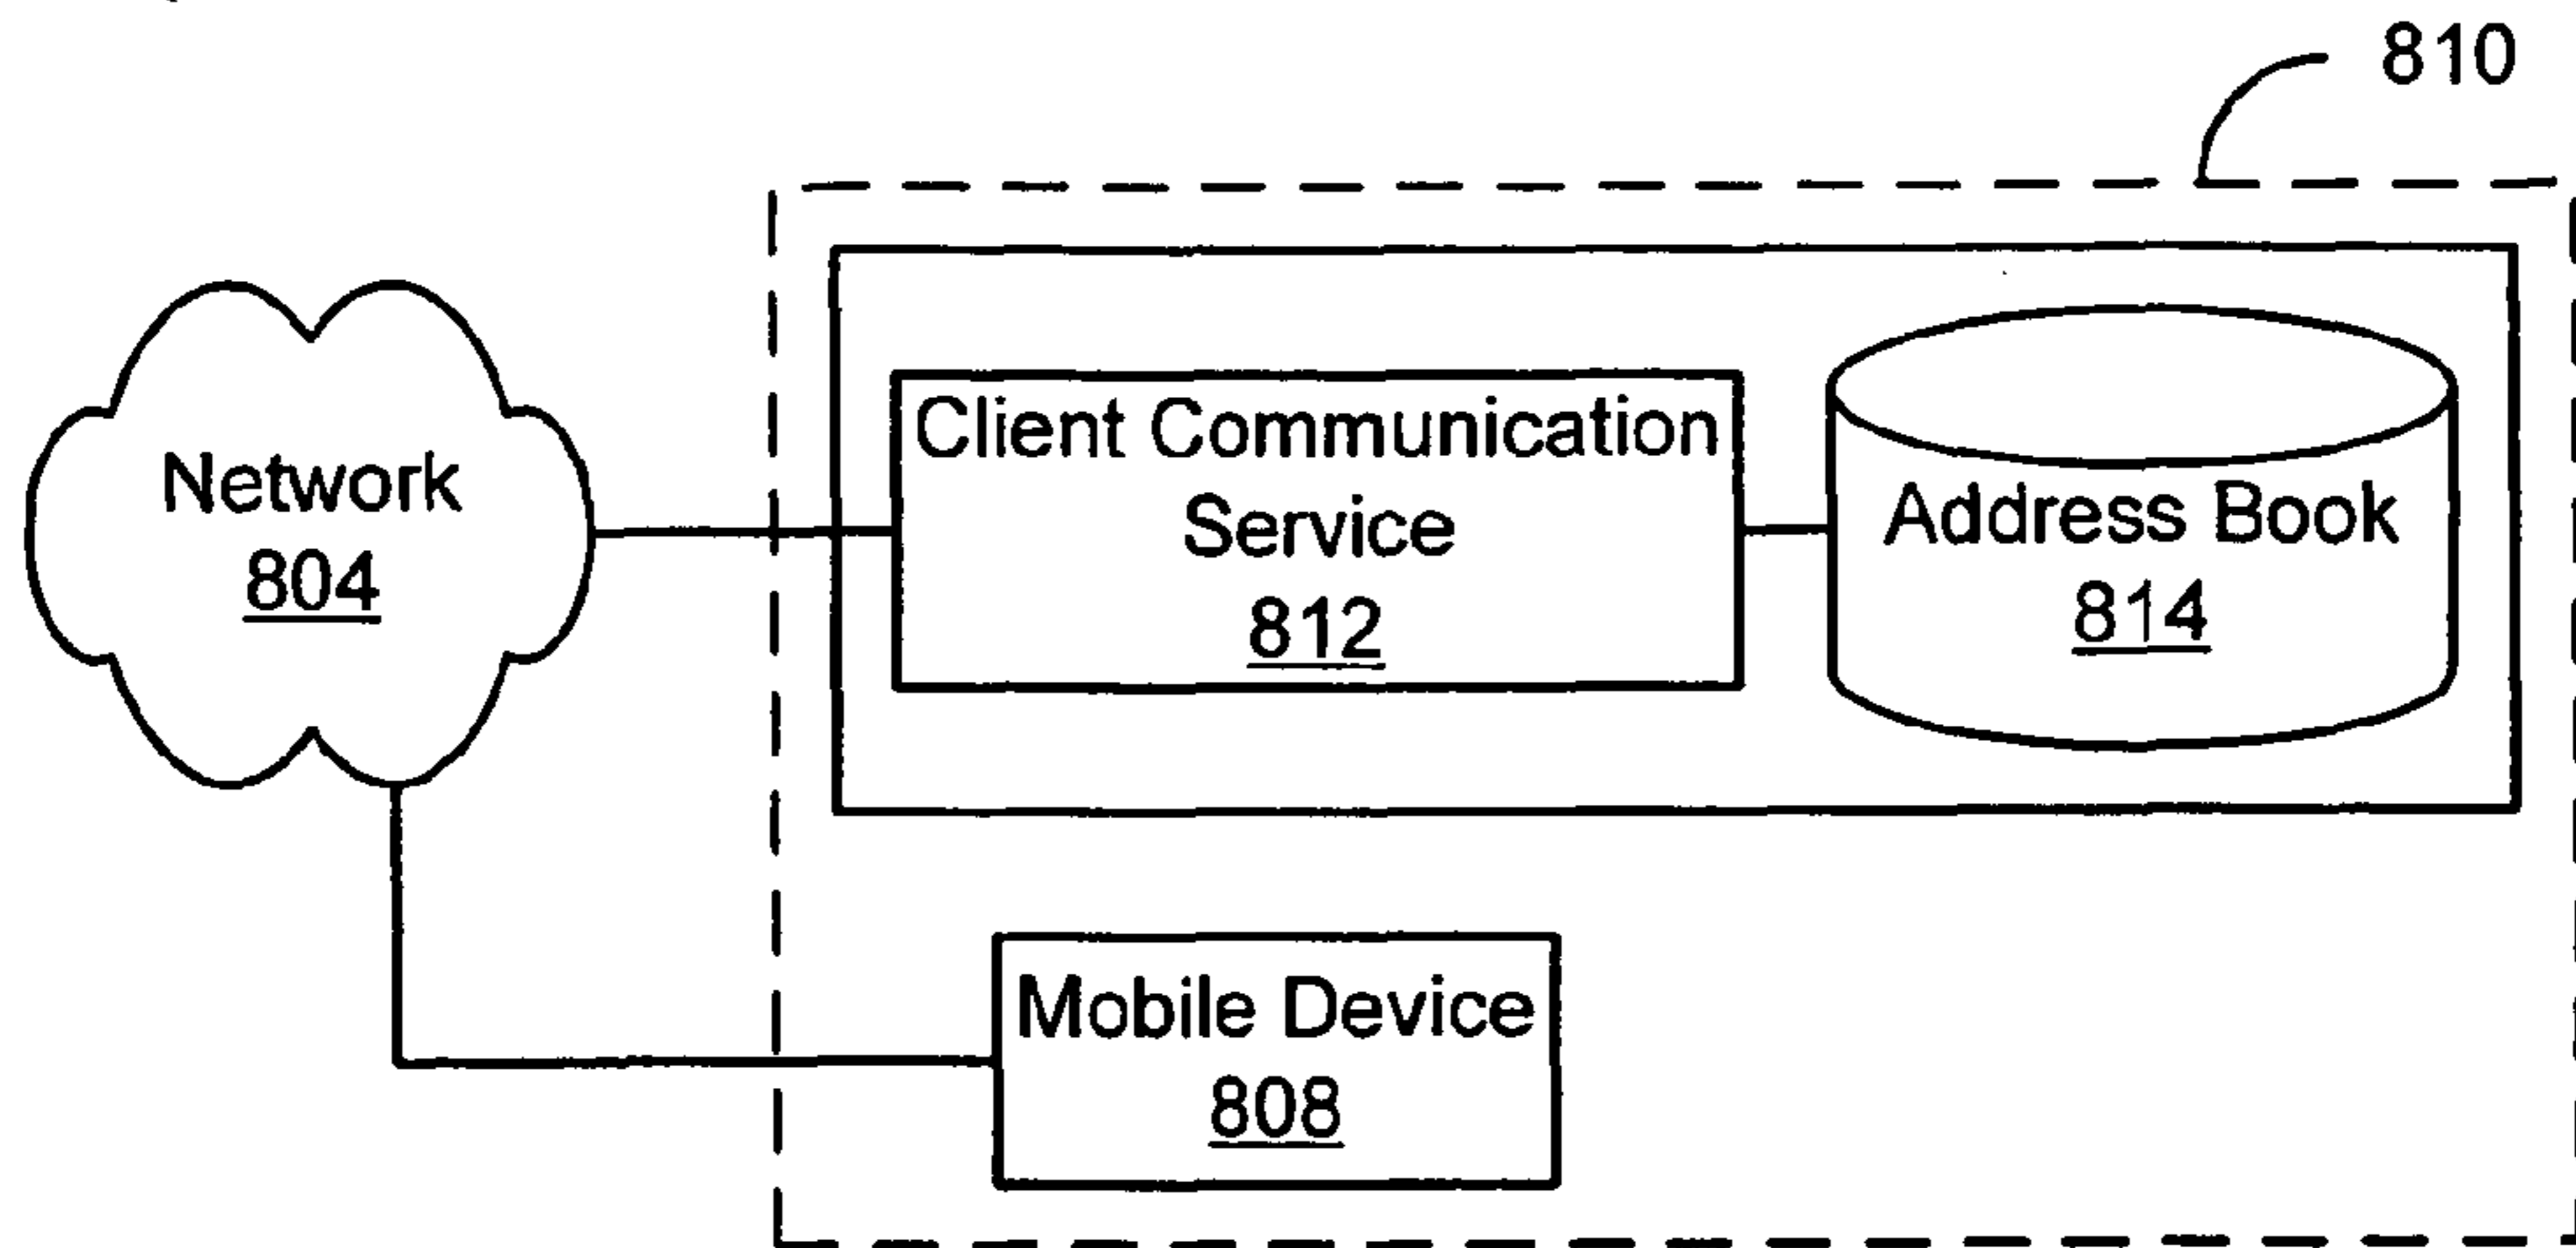 810
Client Communication
Service
812
Address Book
814
Network
804
Mobile Device
808